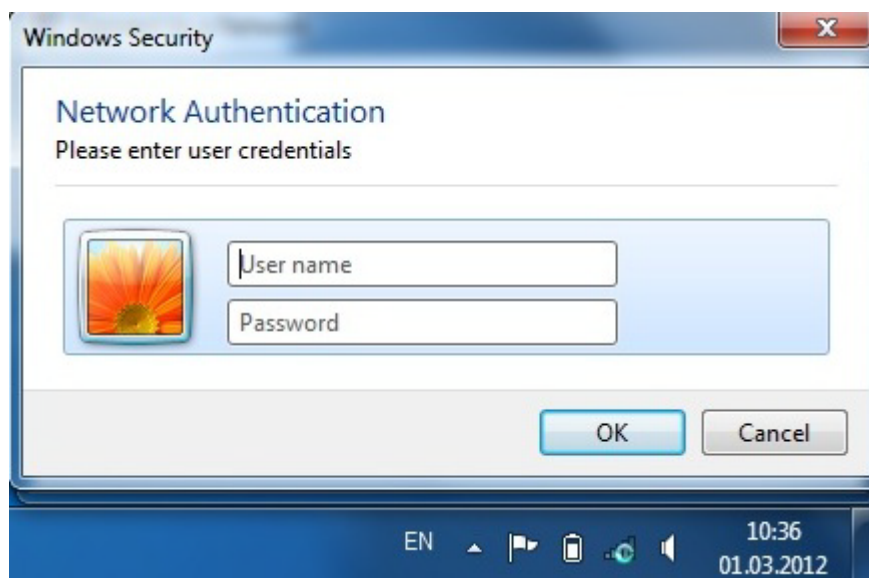 Windows Security
Network Authentication
Please enter user credentials
User name
Password
OK
Cancel
EN
10:36
01.03.2012